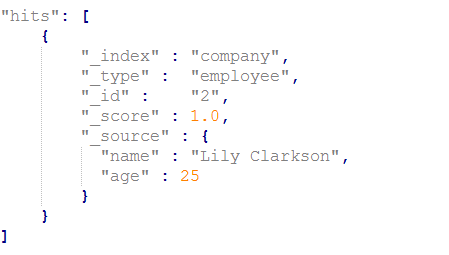 "hits": [
{
"_index" : "company",
"_type" :  "employee",
"_id" :    "2",
"_score" : 1.0,
"_source" : {
"name" : "Lily Clarkson",
"age" : 25
}
}
]